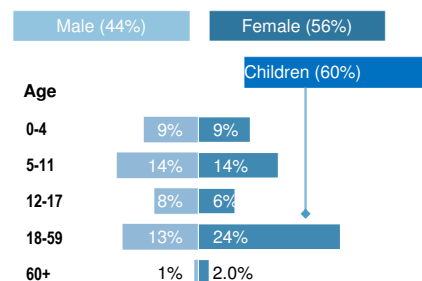 Male (44%) Female (56%)
Children (60%)
Age
0-4 9% 9%
5-11 14% 14%
12-17 8% 6%
18-59 13% 24%
60+ 1% 2.0%